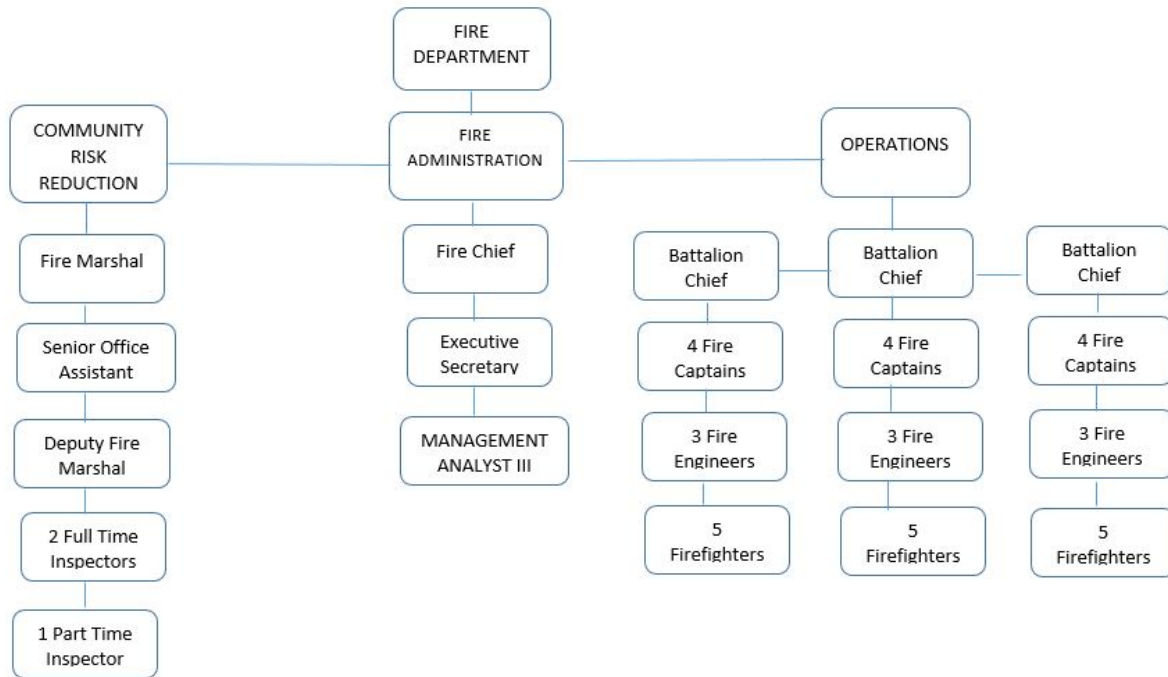 FIRE
DEPARTMENT
COMMUNITY
RISK
REDUCTION
FIRE
ADMINISTRATION
OPERATIONS
Fire Marshal
Senior Office
Assistant
Deputy Fire
Marshal
2 Full Time
Inspectors
1 Part Time
Inspector
Fire Chief
Executive
Secretary
MANAGEMENT
ANALYST III
Battalion
Chief
4 Fire
Captains
3 Fire
Engineers
5
Firefighters
Battalion
Chief
4 Fire
Captains
3 Fire
Engineers
5
Firefighters
Battalion
Chief
4 Fire
Captains
3 Fire
Engineers
5
Firefighters